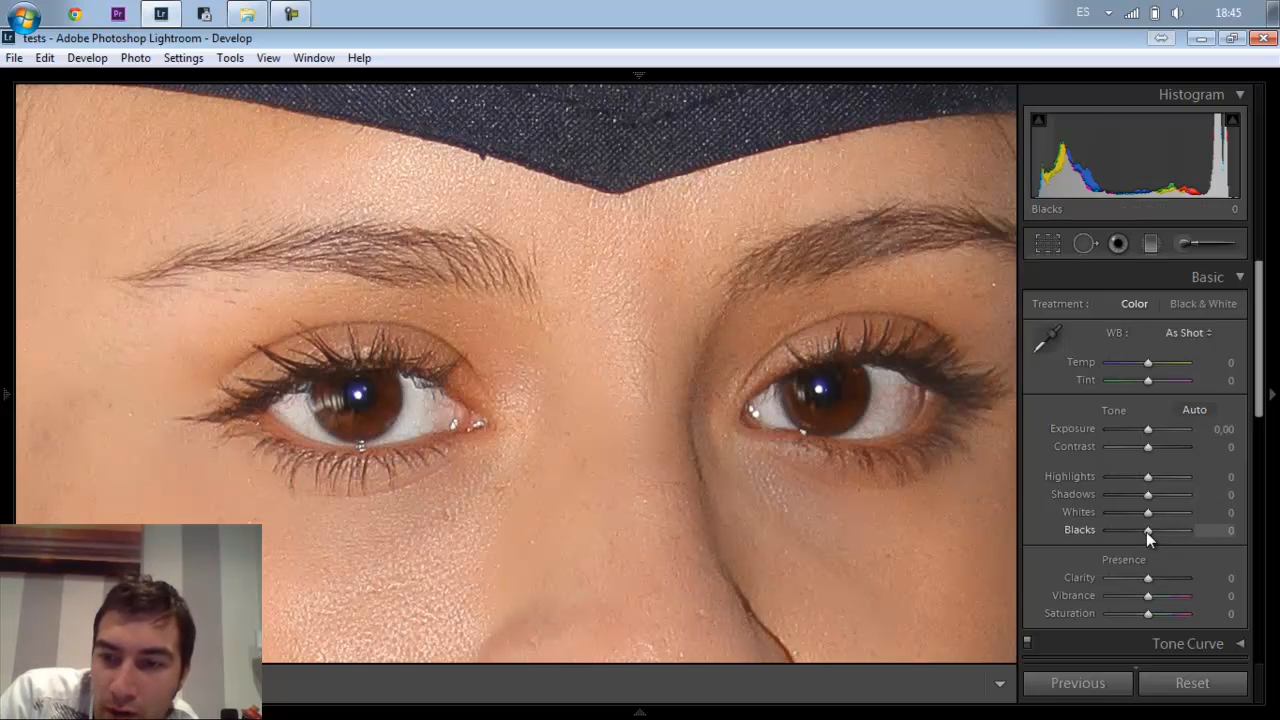 Pr
Lr
ES
18:45
Lr tests - Adobe Photoshop Lightroom - Develop
File Edit Develop Photo Settings Tools View Window Help
Histogram
Blacks 0
Basic
Treatment : Color Black & White
WB : As Shot
Temp 0
Tint 0
Tone Auto
Exposure 0,00
Contrast 0
Highlights 0
Shadows 0
Whites 0
Blacks 0
Presence
Clarity 0
Vibrance 0
Saturation 0
Tone Curve
Previous Reset